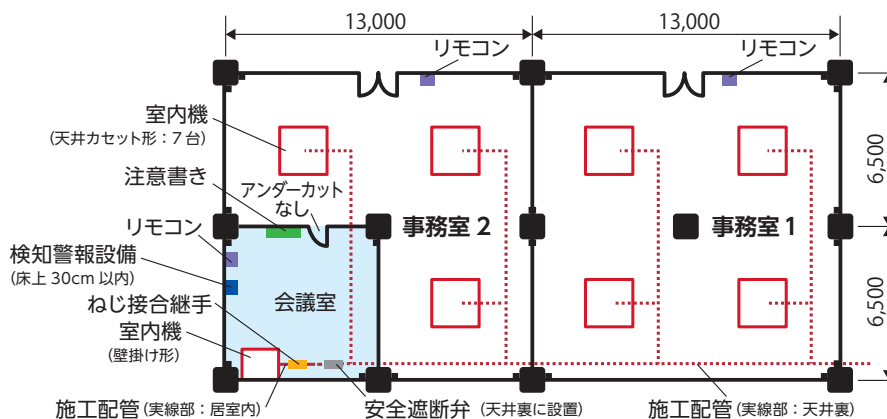 13,000
13,000
リモコン
リモコン
室内機
(天井カセット形：7台)
注意書き
アンダーカット
なし
リモコン
検知警報設備
(床上 30cm 以内)
ねじ接合継手
室内機
(壁掛け形)
会議室
事務室 2
事務室 1
6,500
6,500
施工配管 (実線部：居室内)
安全遮断弁 (天井裏に設置)
施工配管 (実線部：天井裏)